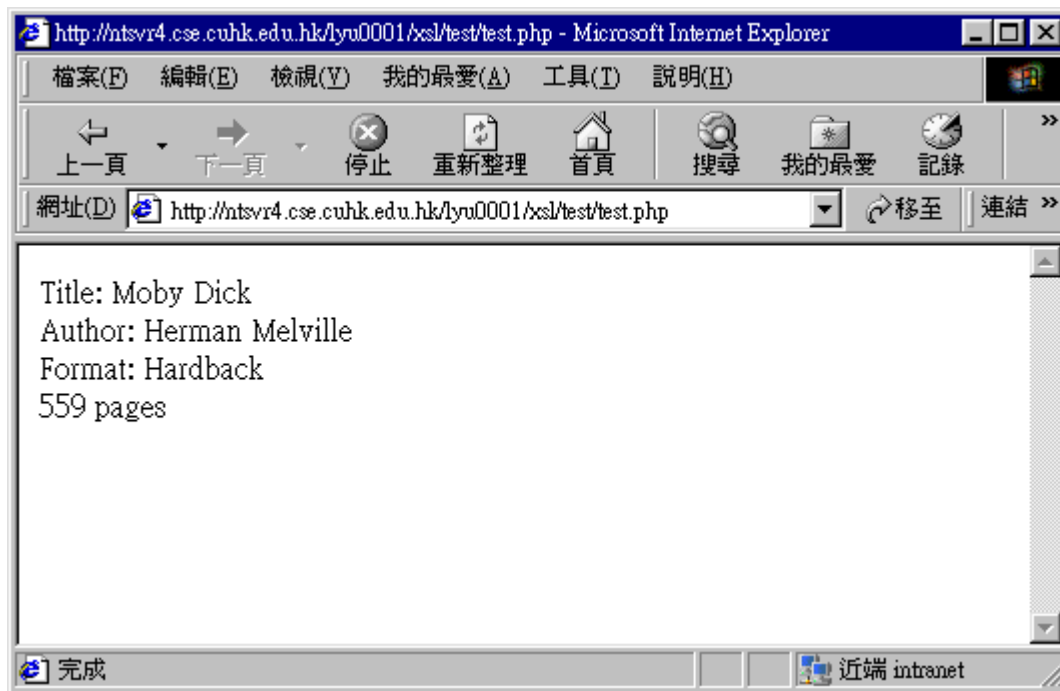 http://ntsvr4.cse.cuhk.edu.hk/lyu0001/xsl/test/test.php - Microsoft Internet Explorer
檔案(F) 編輯(E) 檢視(V) 我的最愛(A) 工具(T) 說明(H)
上一頁 下一頁 停止 重新整理 首頁 搜尋 我的最愛 記錄 »
網址(D) http://ntsvr4.cse.cuhk.edu.hk/lyu0001/xsl/test/test.php 移至 連結 »
Title: Moby Dick
Author: Herman Melville
Format: Hardback
559 pages
完成 近端 intranet